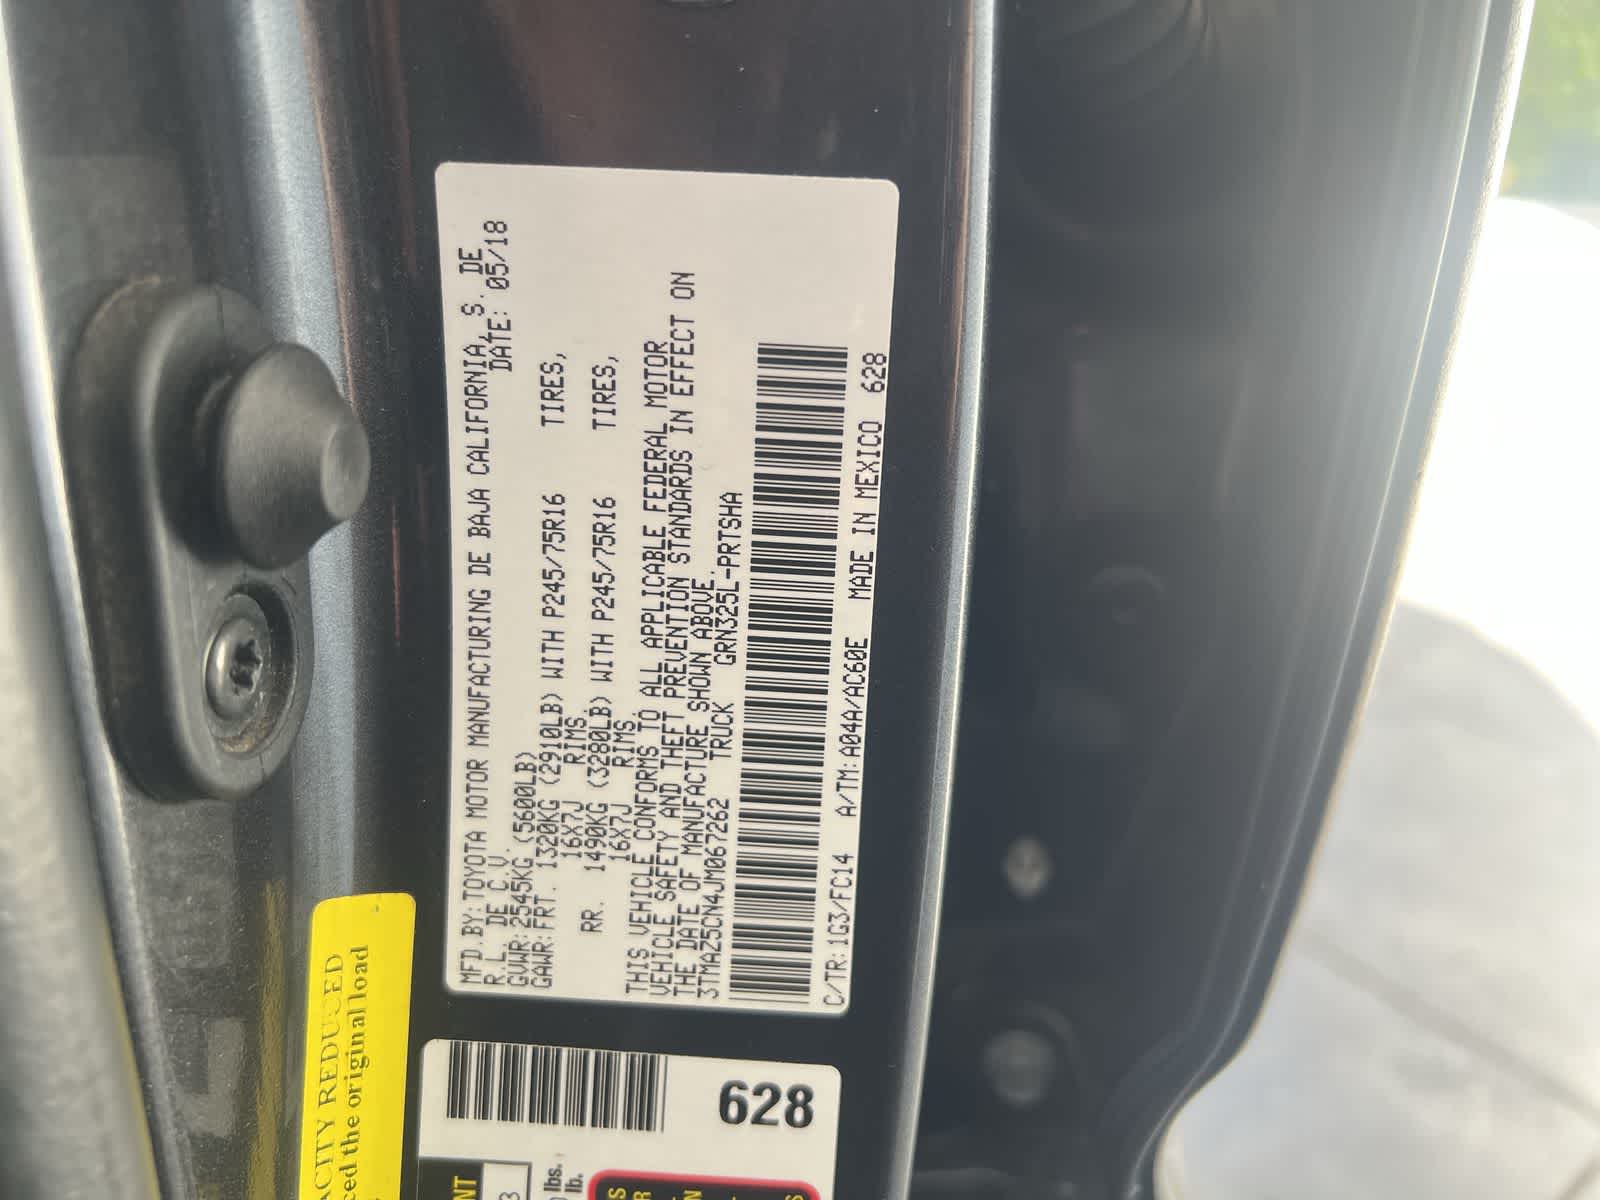 MFD.BY:TOYOTA MOTOR MANUFACTURING DE BAJA CALIFORNIA, S. DE
R.L. DE C.V. DATE: 05/18
GVWR:2545KG (5600LB)
GAWR:FRT. 1320KG (2910LB) WITH P245/75R16 TIRES,
16X7J RIMS.
RR. 1490KG (3280LB) WITH P245/75R16 TIRES,
16X7J RIMS.
THIS VEHICLE CONFORMS TO ALL APPLICABLE FEDERAL MOTOR
VEHICLE SAFETY AND THEFT PREVENTION STANDARDS IN EFFECT ON
THE DATE OF MANUFACTURE SHOWN ABOVE.
3TMAZ5CN4JM067262 TRUCK GRN325L-PRTSHA
C/TR:1G3/FC14 A/TM:A04A/AC60E MADE IN MEXICO 628
ACITY REDUCED
ced the original load
628
NT
lbs.
lb.